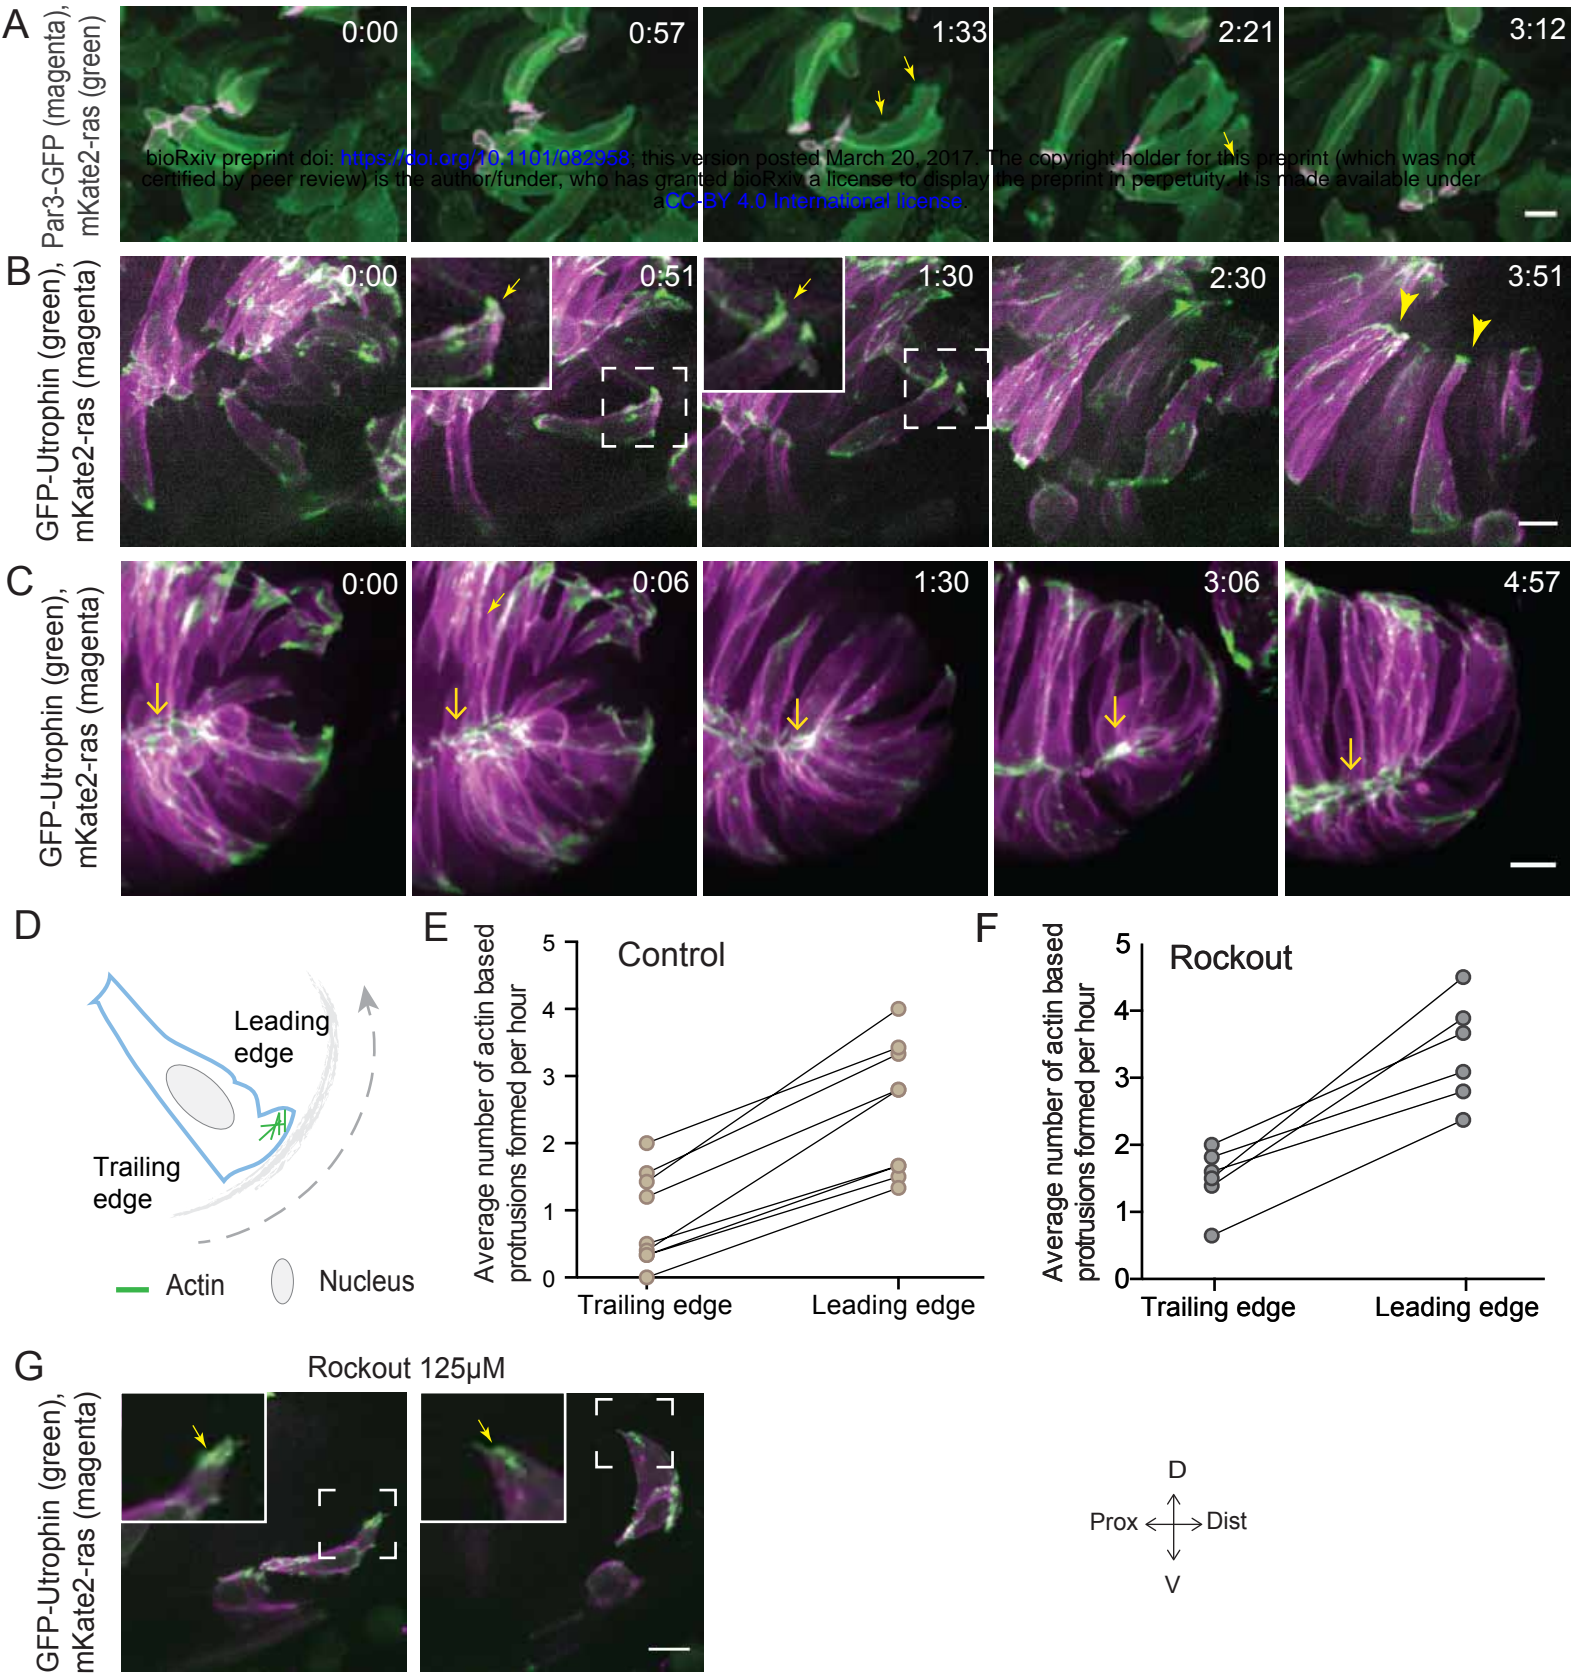 A
Par3-GFP (magenta),
mKate2-ras (green)
0:00
0:57
1:33
2:21
3:12
bioRxiv preprint doi: https://doi.org/10.1101/082958; this version posted March 20, 2017. The copyright holder for this preprint (which was not
certified by peer review) is the author/funder, who has granted bioRxiv a license to display the preprint in perpetuity. It is made available under
aCC-BY 4.0 International license.
B
GFP-Utrophin (green),
mKate2-ras (magenta)
0:00
0:51
1:30
2:30
3:51
C
GFP-Utrophin (green),
mKate2-ras (magenta)
0:00
0:06
1:30
3:06
4:57
D
Leading
edge
Trailing
edge
Actin
Nucleus
E
Control
Average number of actin based
protrusions formed per hour
5
4
3
2
1
0
Trailing edge
Leading edge
F
Rockout
Average number of actin based
protrusions formed per hour
5
4
3
2
1
0
Trailing edge
Leading edge
G
Rockout 125µM
GFP-Utrophin (green),
mKate2-ras (magenta)
D
Prox
Dist
V